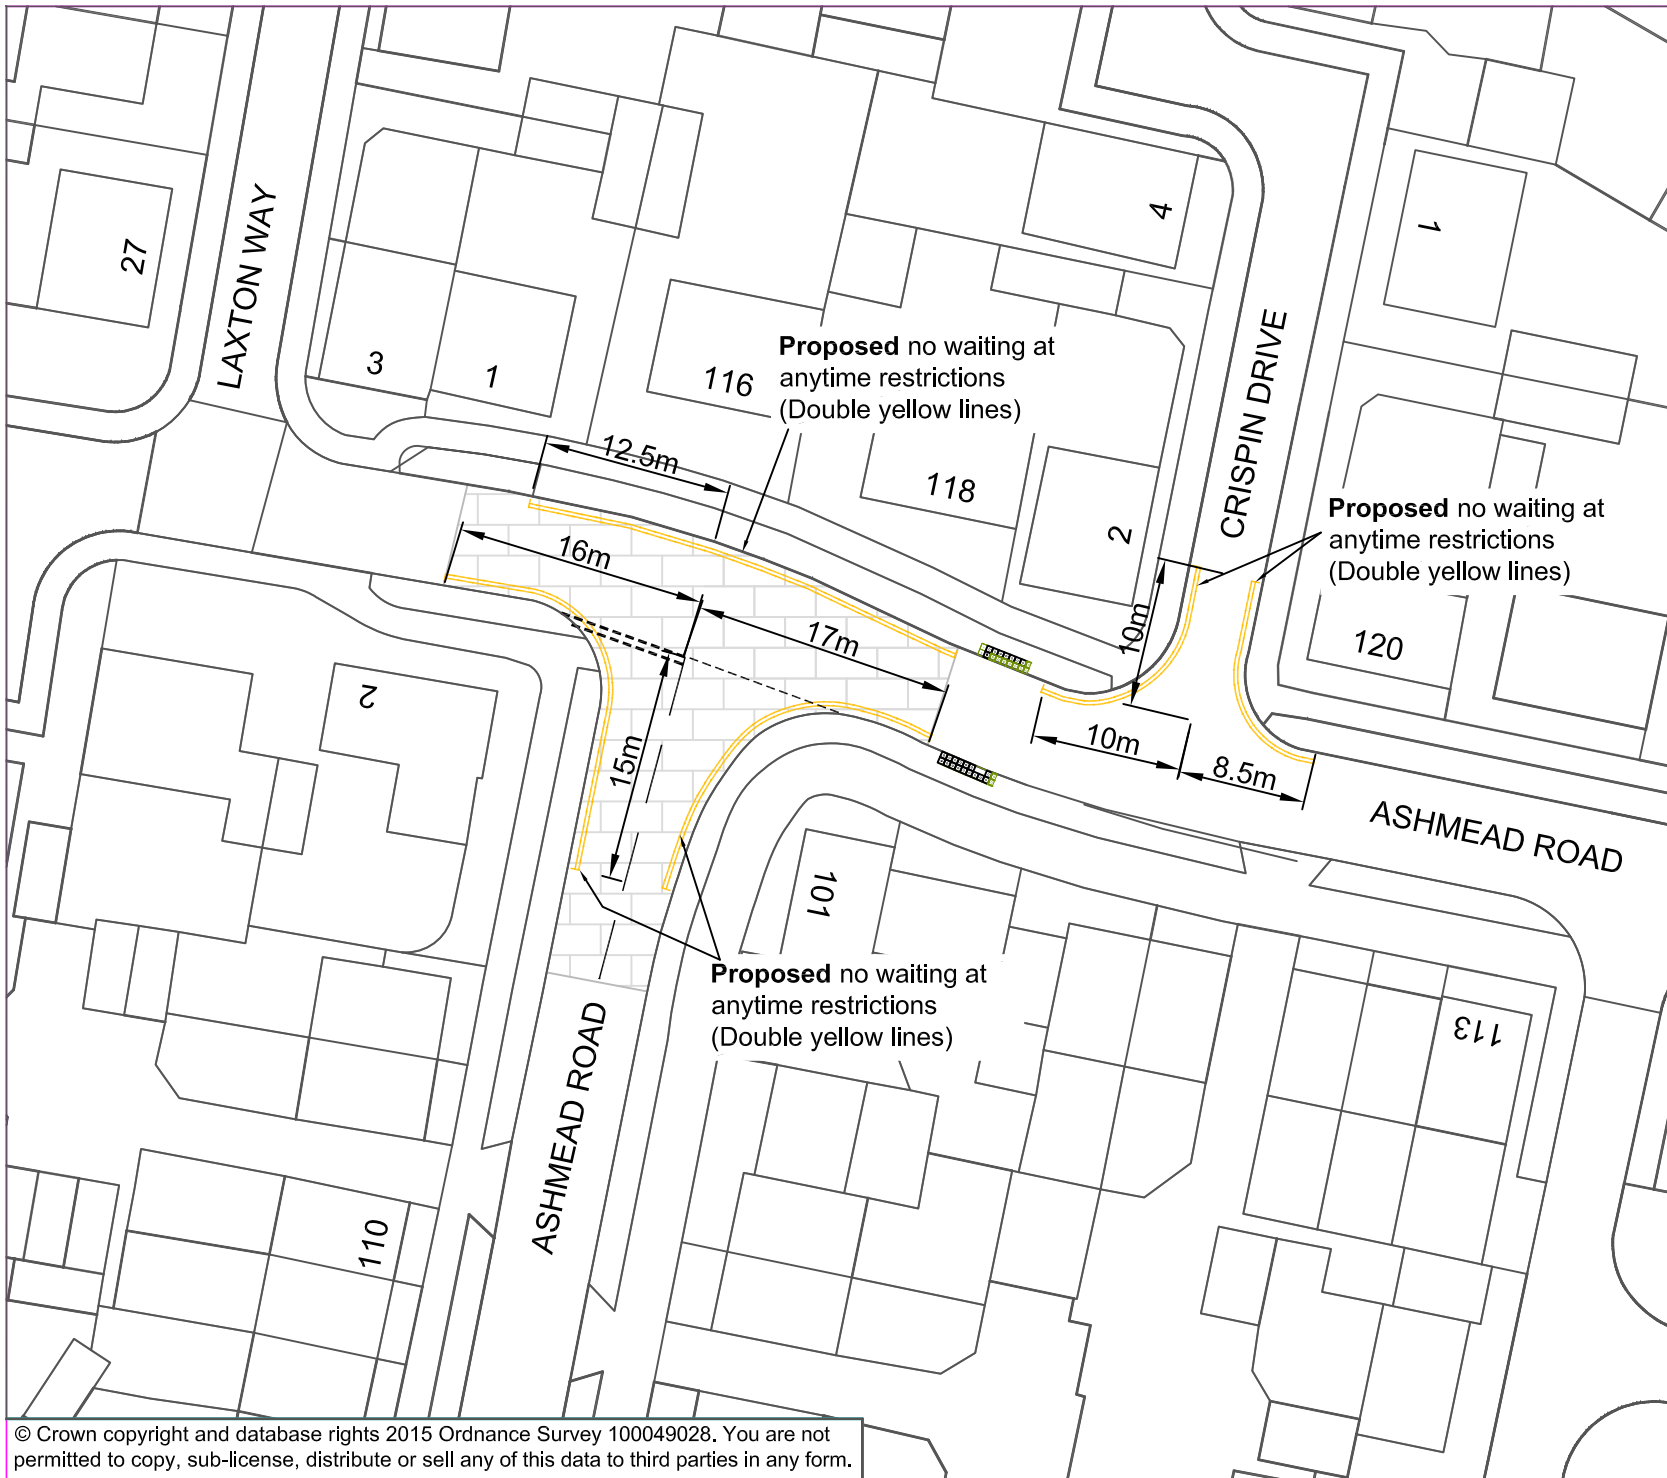 27
LAXTON WAY
3
1
116
Proposed no waiting at
anytime restrictions
(Double yellow lines)
4
1
CRISPIN DRIVE
12.5m
118
2
Proposed no waiting at
anytime restrictions
(Double yellow lines)
16m
17m
10m
120
2
15m
10m
8.5m
ASHMEAD ROAD
101
Proposed no waiting at
anytime restrictions
(Double yellow lines)
113
ASHMEAD ROAD
110
© Crown copyright and database rights 2015 Ordnance Survey 100049028. You are not
permitted to copy, sub-license, distribute or sell any of this data to third parties in any form.